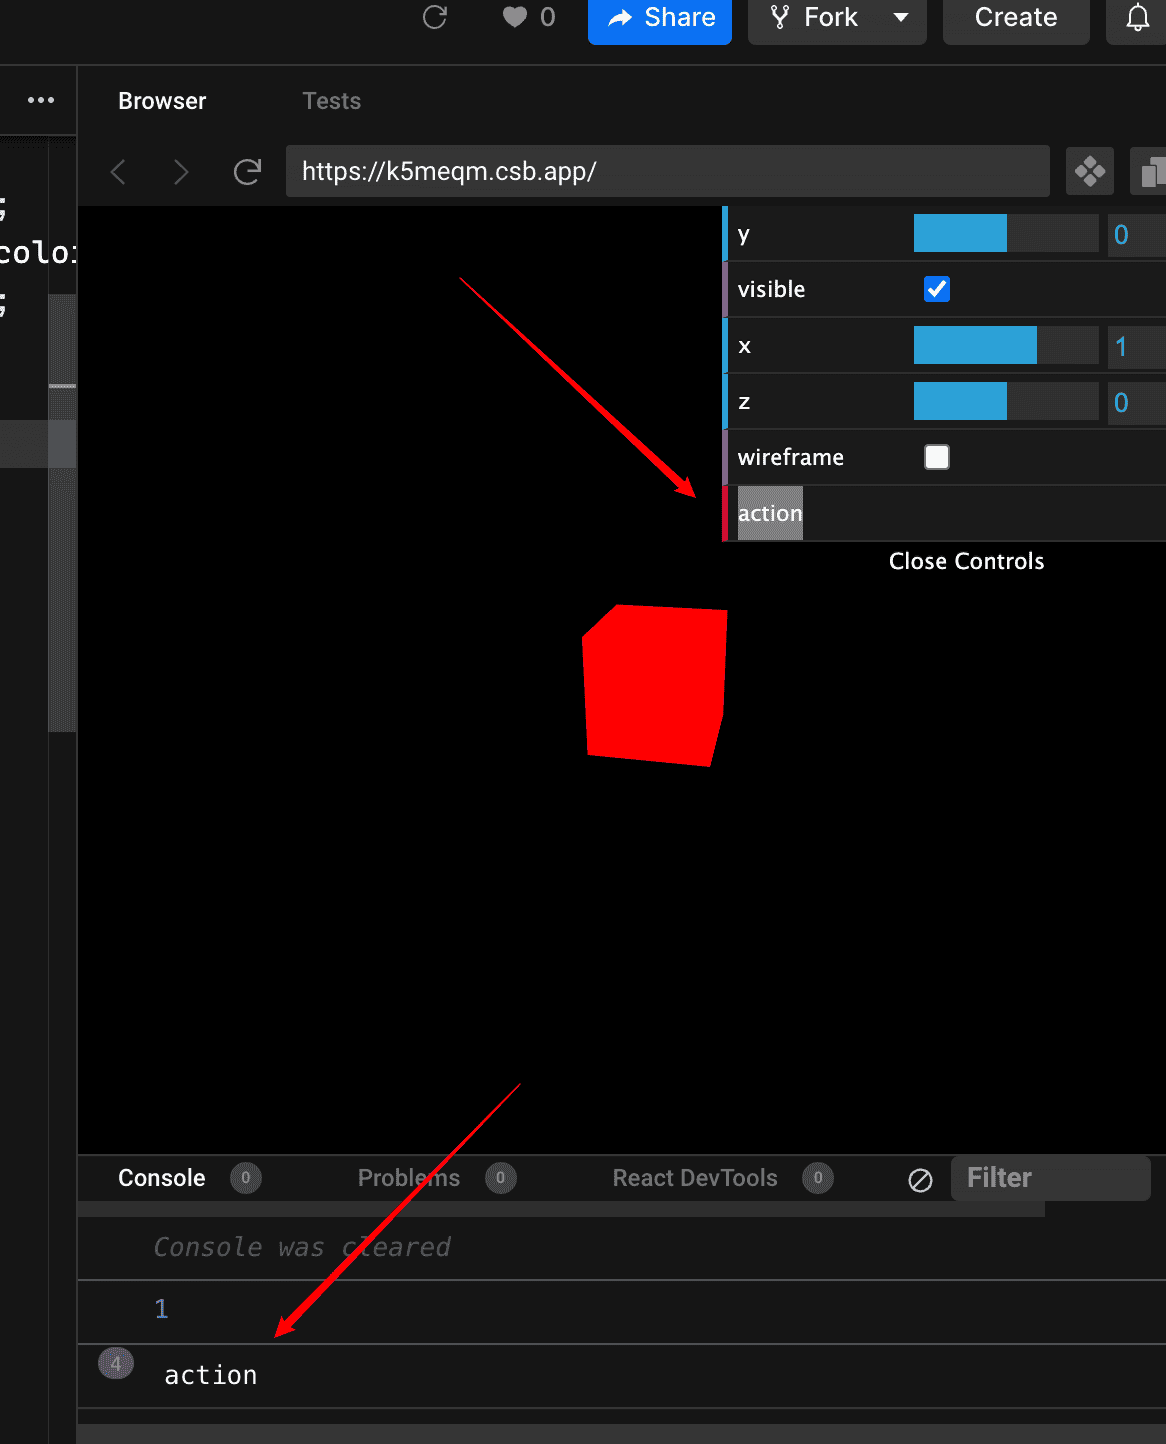 0 Share Fork Create
Browser Tests
https://k5meqm.csb.app/
;
y 0
color
visible
;
x 1
z 0
wireframe
action
Close Controls
Console 0 Problems 0 React DevTools 0 Filter
Console was cleared
1
4 action